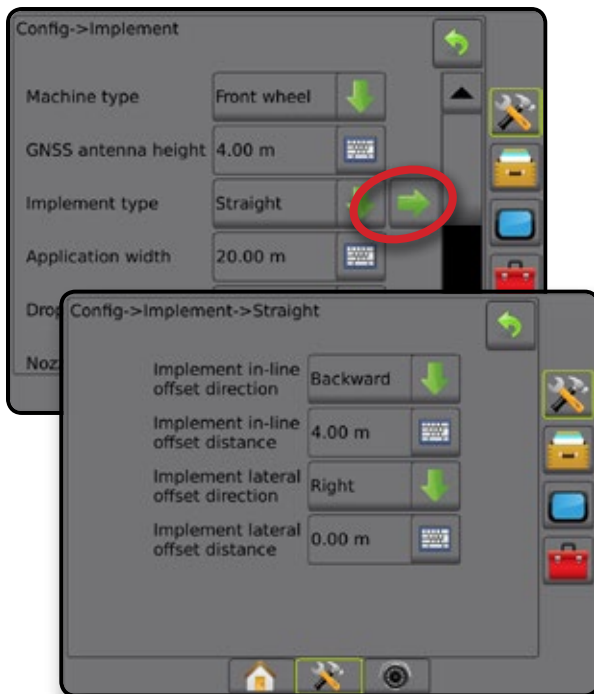 Config->Implement
Machine type Front wheel
GNSS antenna height 4.00 m
Implement type Straight
Application width 20.00 m
Drop
Noz
Config->Implement->Straight
Implement in-line
offset direction Backward
Implement in-line
offset distance 4.00 m
Implement lateral
offset direction Right
Implement lateral
offset distance 0.00 m